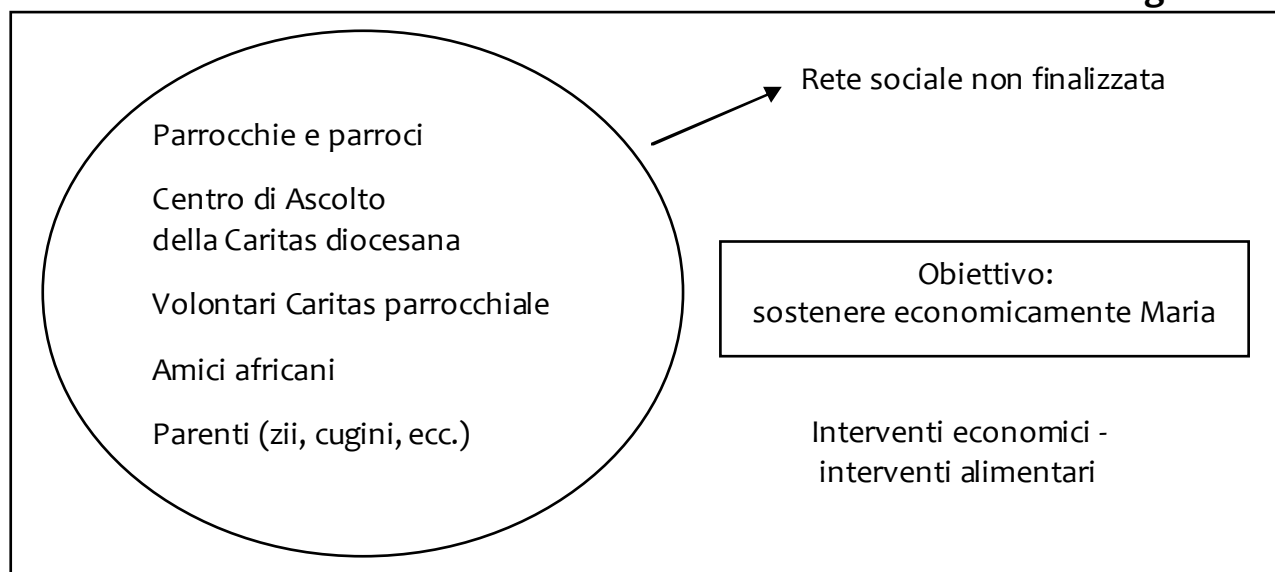 Rete sociale non finalizzata
Parrocchie e parroci
Centro di Ascolto
della Caritas diocesana
Volontari Caritas parrocchiale
Amici africani
Parenti (zii, cugini, ecc.)
Obiettivo:
sostenere economicamente Maria
Interventi economici -
interventi alimentari